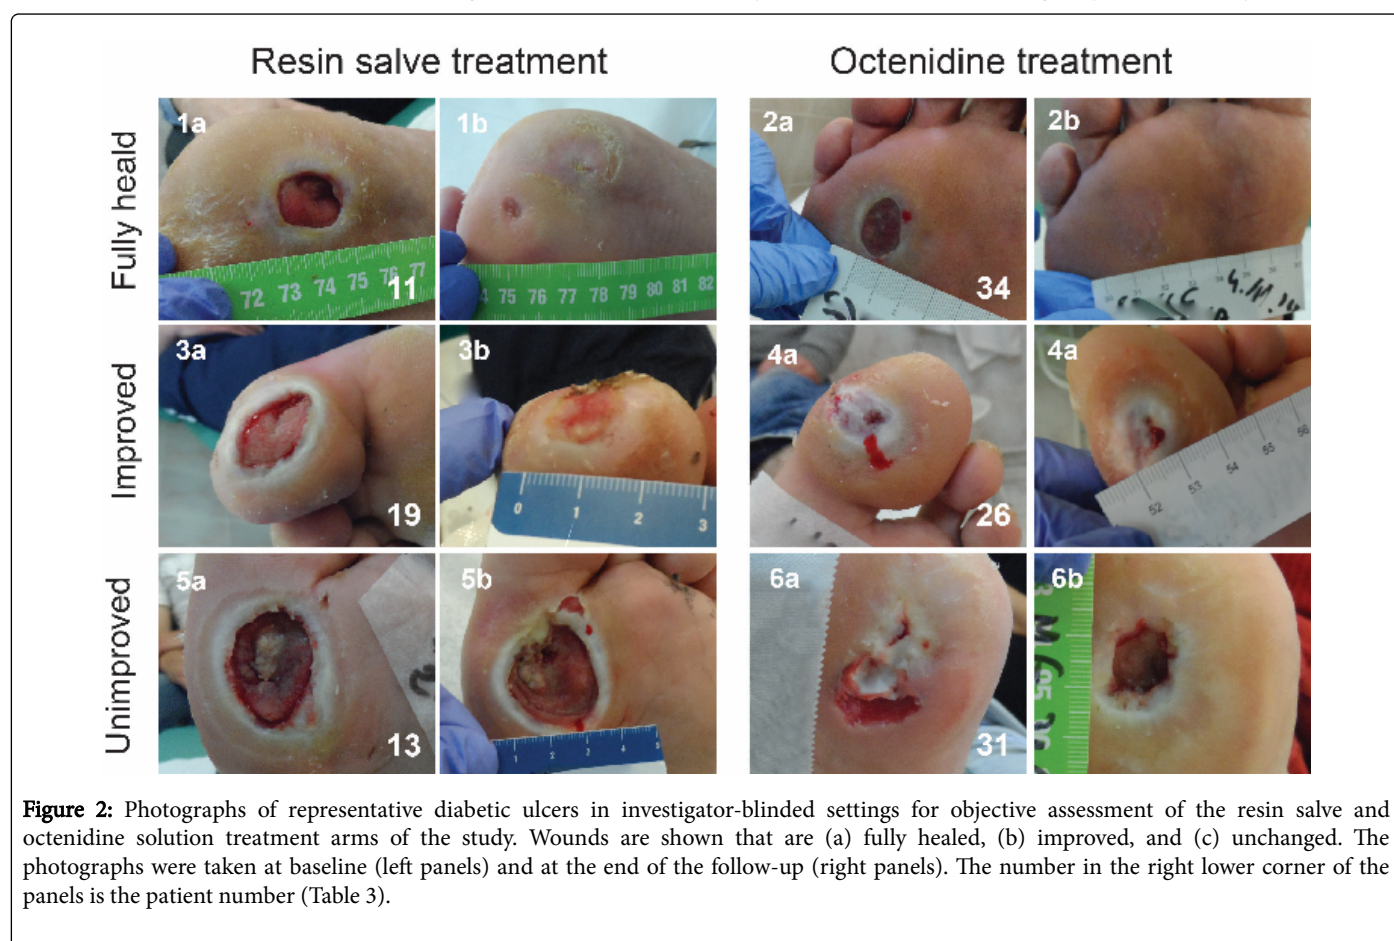 Resin salve treatment
Octenidine treatment
Fully heald
1a
72 73 74 75 76 77
11
1b
75 76 77 78 79 80 81 82
2a
34
2b
Improved
3a
19
3b
0 1 2 3
4a
26
4a
52 53 54 55 56
Unimproved
5a
13
5b
1 2 3 4 5
6a
31
6b
Figure 2: Photographs of representative diabetic ulcers in investigator-blinded settings for objective assessment of the resin salve and
octenidine solution treatment arms of the study. Wounds are shown that are (a) fully healed, (b) improved, and (c) unchanged. The
photographs were taken at baseline (left panels) and at the end of the follow-up (right panels). The number in the right lower corner of the
panels is the patient number (Table 3).